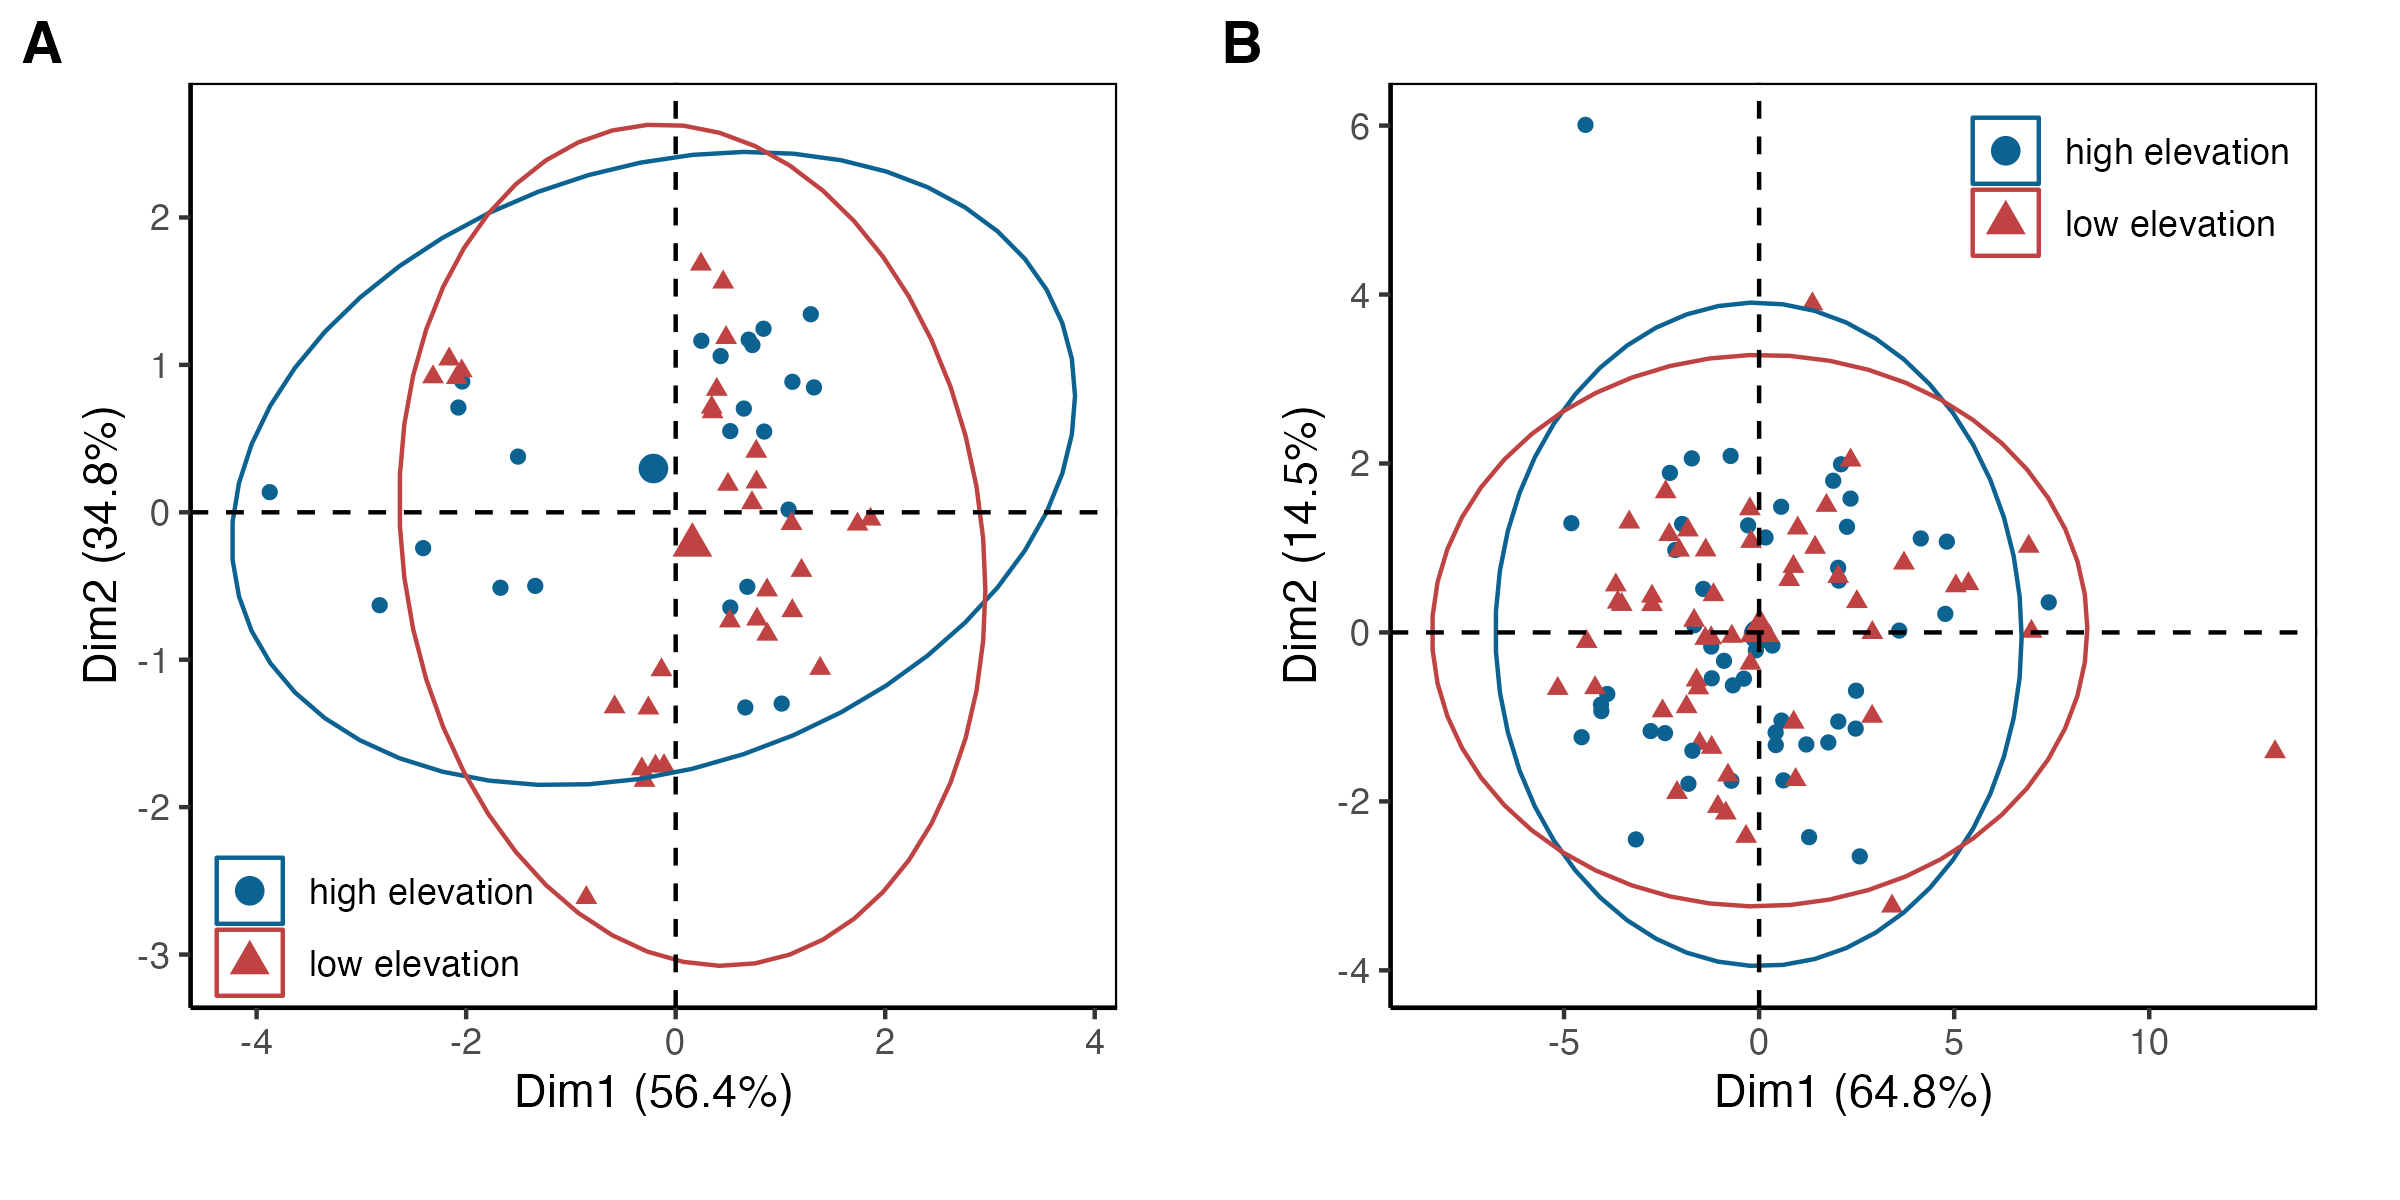 A
Dim2 (34.8%)
2
1
0
-1
-2
-3
high elevation
low elevation
-4
-2
0
2
4
Dim1 (56.4%)
B
Dim2 (14.5%)
6
4
2
0
-2
-4
high elevation
low elevation
-5
0
5
10
Dim1 (64.8%)